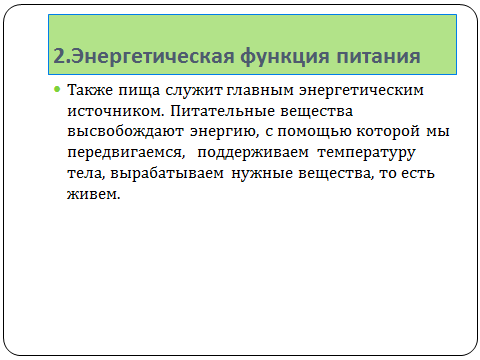 2.Энергетическая функция питания
Также пища служит главным энергетическим
источником. Питательные вещества
высвобождают энергию, с помощью которой мы
передвигаемся, поддерживаем температуру
тела, вырабатываем нужные вещества, то есть
живем.